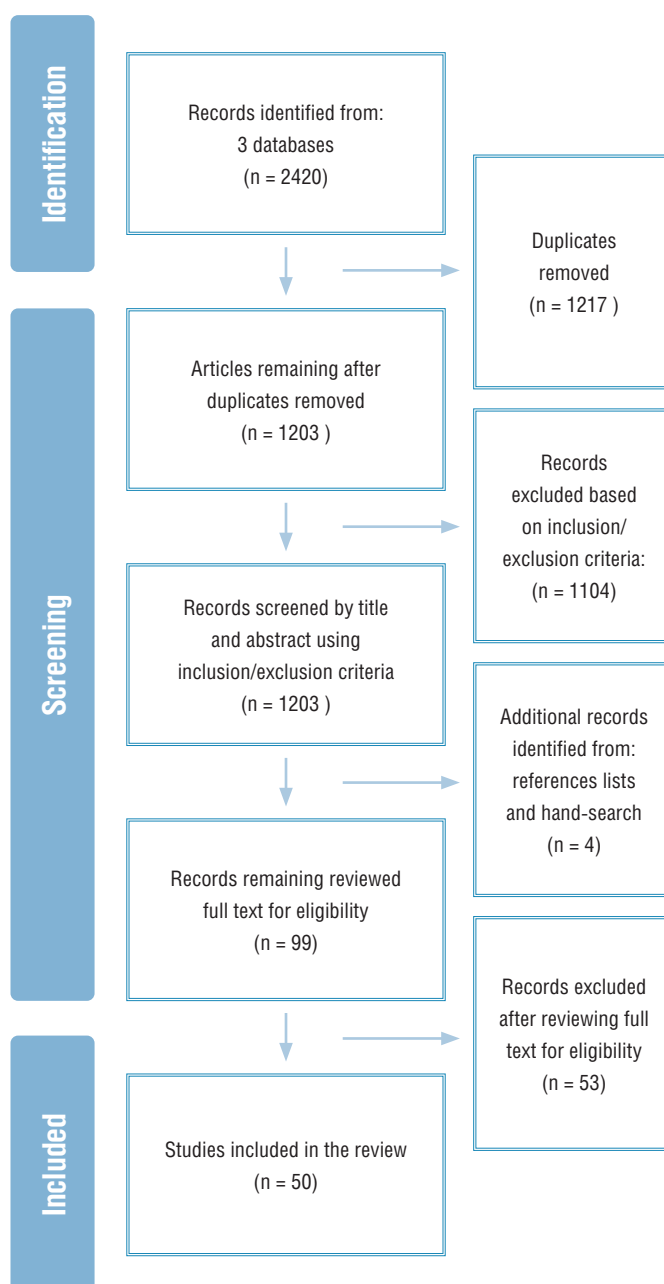 Identification
Records identified from:
3 databases
(n = 2420)
Duplicates
removed
(n = 1217 )
Screening
Articles remaining after
duplicates removed
(n = 1203 )
Records
excluded based
on inclusion/
exclusion criteria:
(n = 1104)
Records screened by title
and abstract using
inclusion/exclusion criteria
(n = 1203 )
Additional records
identified from:
references lists
and hand-search
(n = 4)
Records remaining reviewed
full text for eligibility
(n = 99)
Records excluded
after reviewing full
text for eligibility
(n = 53)
Included
Studies included in the review
(n = 50)